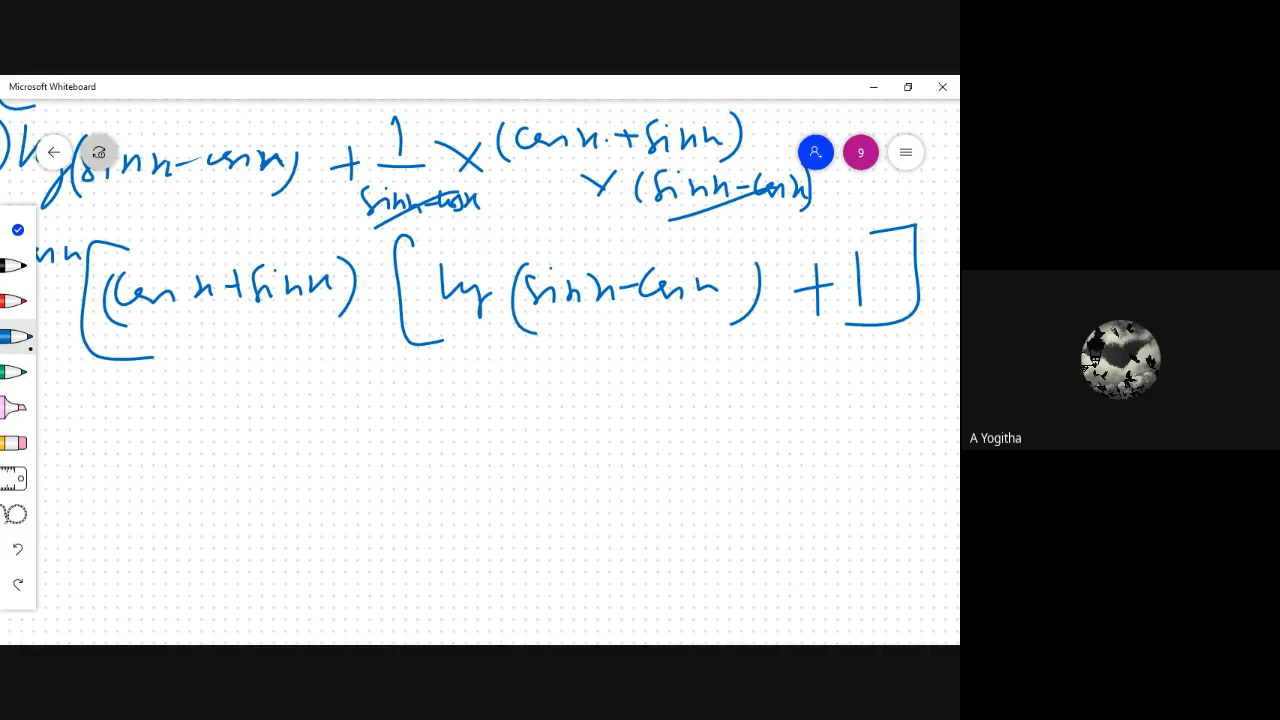 Microsoft Whiteboard
(sinx - cosx) + 1 × (cosx + sinx)
sinx - cosx × (sinx - cosx)
[(cosx + sinx) [log (sinx - cosx) + 1]
9
A Yogitha